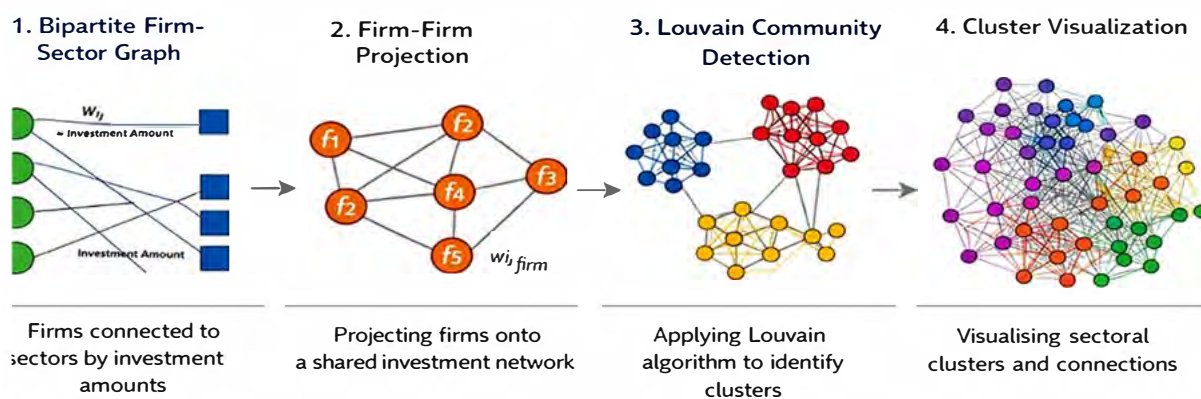 1. Bipartite Firm-
Sector Graph
W_ij
~ Investment Amount
Investment Amount
Firms connected to
sectors by investment
amounts
2. Firm-Firm
Projection
f1
f2
f3
f2
f4
f5
wij firm
Projecting firms onto
a shared investment network
3. Louvain Community
Detection
Applying Louvain
algorithm to identify
clusters
4. Cluster Visualization
Visualising sectoral
clusters and connections